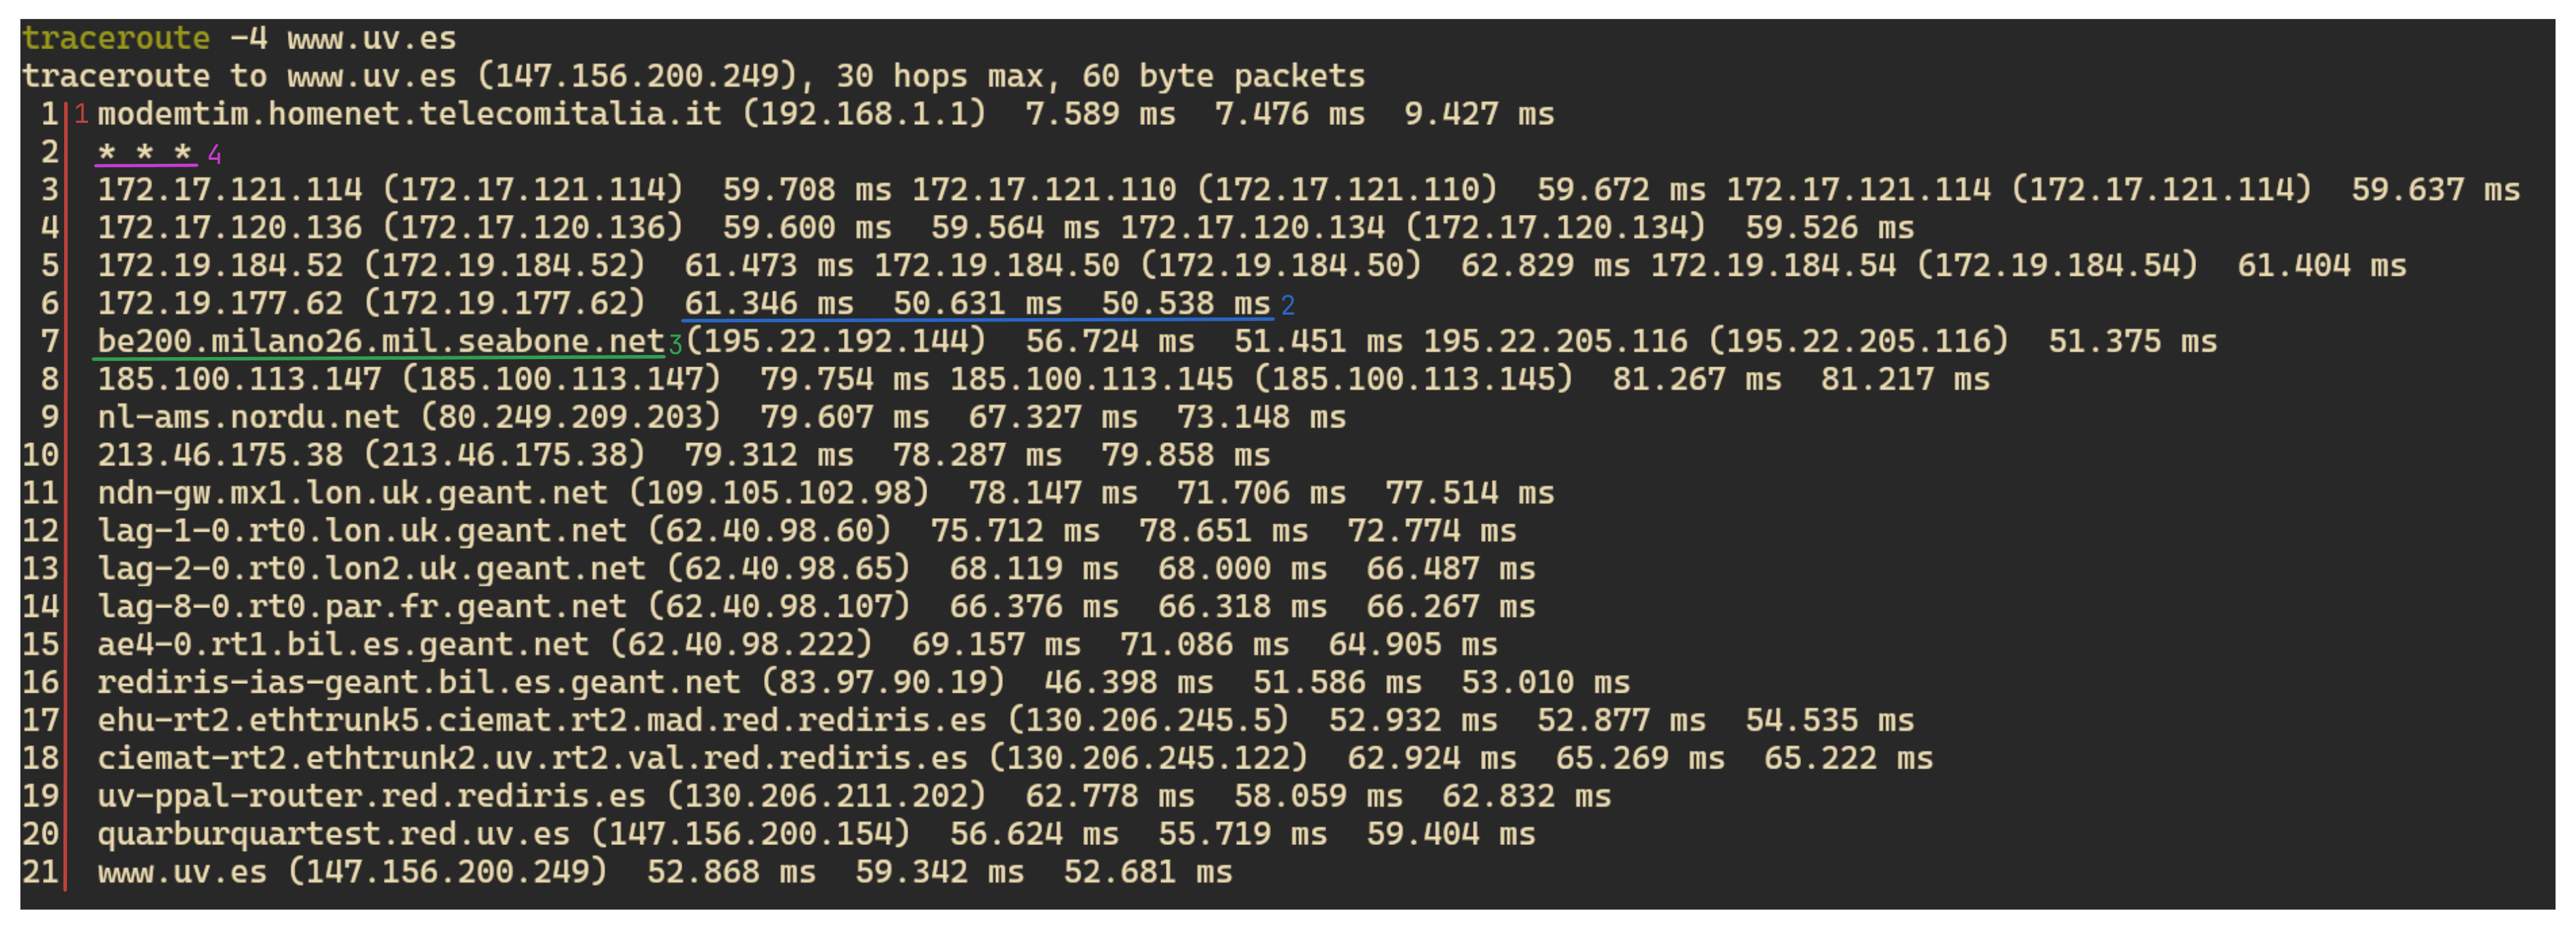 traceroute -4 www.uv.es
traceroute to www.uv.es (147.156.200.249), 30 hops max, 60 byte packets
1 1 modemtim.homenet.telecomitalia.it (192.168.1.1) 7.589 ms 7.476 ms 9.427 ms
2 * * * 4
3 172.17.121.114 (172.17.121.114) 59.708 ms 172.17.121.110 (172.17.121.110) 59.672 ms 172.17.121.114 (172.17.121.114) 59.637 ms
4 172.17.120.136 (172.17.120.136) 59.600 ms 59.564 ms 172.17.120.134 (172.17.120.134) 59.526 ms
5 172.19.184.52 (172.19.184.52) 61.473 ms 172.19.184.50 (172.19.184.50) 62.829 ms 172.19.184.54 (172.19.184.54) 61.404 ms
6 172.19.177.62 (172.19.177.62) 61.346 ms 50.631 ms 50.538 ms 2
7 be200.milano26.mil.seabone.net 3 (195.22.192.144) 56.724 ms 51.451 ms 195.22.205.116 (195.22.205.116) 51.375 ms
8 185.100.113.147 (185.100.113.147) 79.754 ms 185.100.113.145 (185.100.113.145) 81.267 ms 81.217 ms
9 nl-ams.nordu.net (80.249.209.203) 79.607 ms 67.327 ms 73.148 ms
10 213.46.175.38 (213.46.175.38) 79.312 ms 78.287 ms 79.858 ms
11 ndn-gw.mx1.lon.uk.geant.net (109.105.102.98) 78.147 ms 71.706 ms 77.514 ms
12 lag-1-0.rt0.lon.uk.geant.net (62.40.98.60) 75.712 ms 78.651 ms 72.774 ms
13 lag-2-0.rt0.lon2.uk.geant.net (62.40.98.65) 68.119 ms 68.000 ms 66.487 ms
14 lag-8-0.rt0.par.fr.geant.net (62.40.98.107) 66.376 ms 66.318 ms 66.267 ms
15 ae4-0.rt1.bil.es.geant.net (62.40.98.222) 69.157 ms 71.086 ms 64.905 ms
16 rediris-ias-geant.bil.es.geant.net (83.97.90.19) 46.398 ms 51.586 ms 53.010 ms
17 ehu-rt2.ethtrunk5.ciemat.rt2.mad.red.rediris.es (130.206.245.5) 52.932 ms 52.877 ms 54.535 ms
18 ciemat-rt2.ethtrunk2.uv.rt2.val.red.rediris.es (130.206.245.122) 62.924 ms 65.269 ms 65.222 ms
19 uv-ppal-router.red.rediris.es (130.206.211.202) 62.778 ms 58.059 ms 62.832 ms
20 quarburquartest.red.uv.es (147.156.200.154) 56.624 ms 55.719 ms 59.404 ms
21 www.uv.es (147.156.200.249) 52.868 ms 59.342 ms 52.681 ms